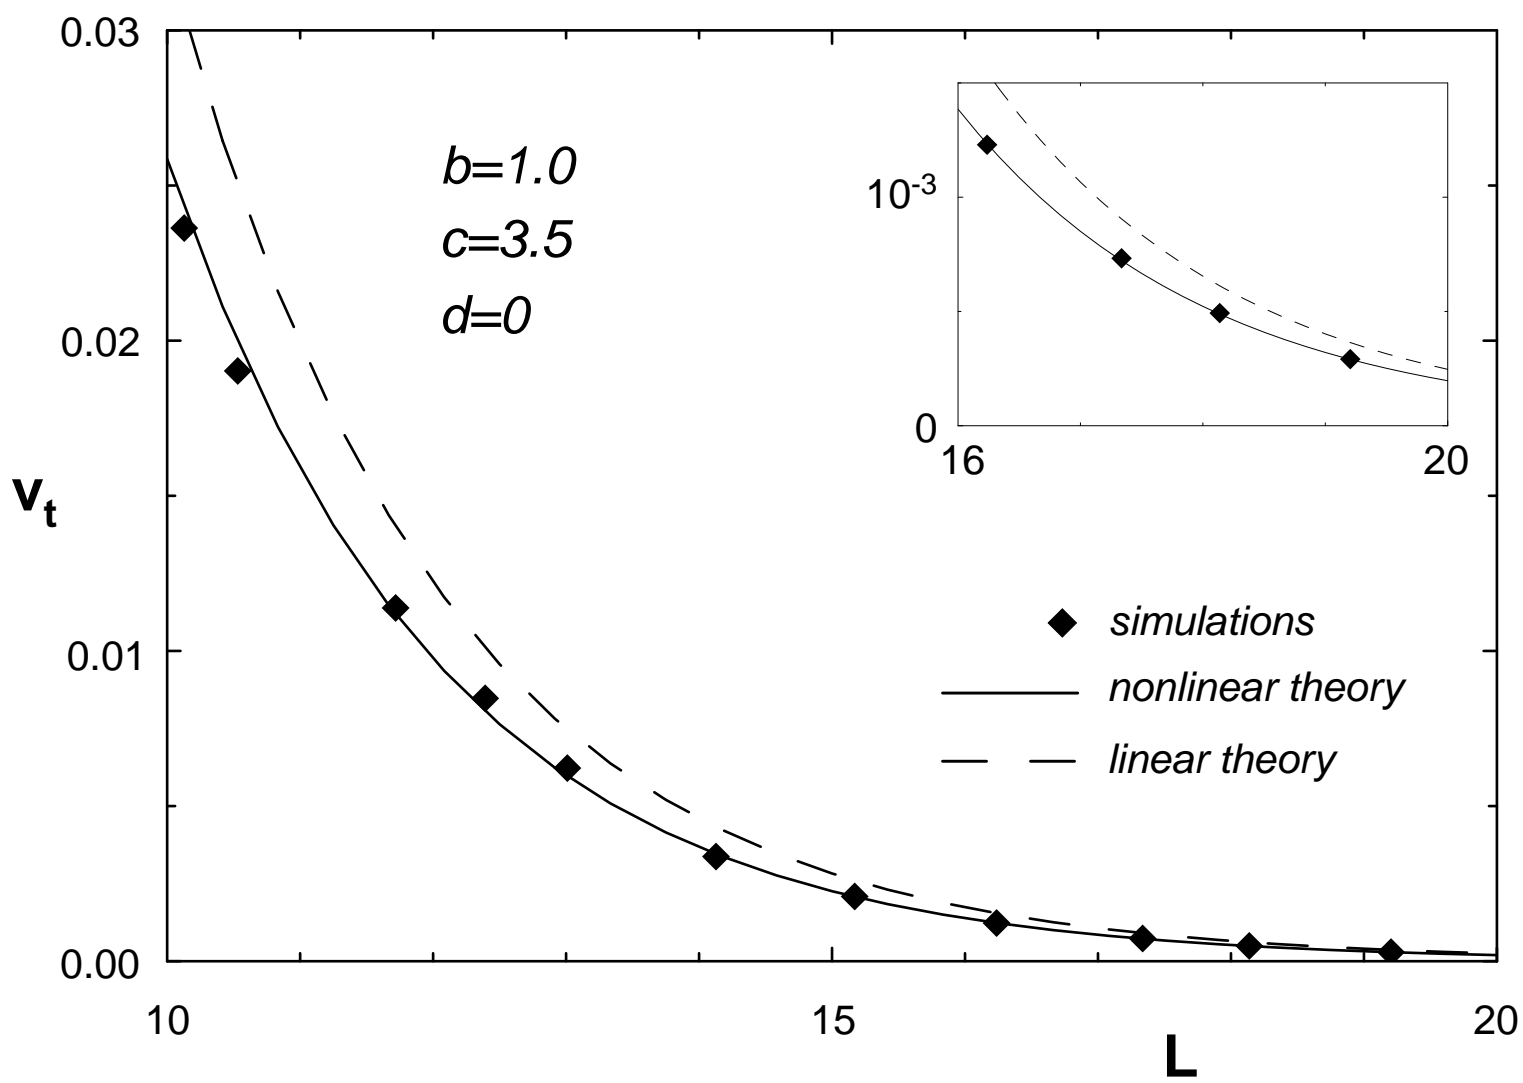 0.03
b=1.0
c=3.5
d=0
10-3
0
16 20
0.02
vt
simulations
0.01
nonlinear theory
linear theory
0.00
10 15 20
L